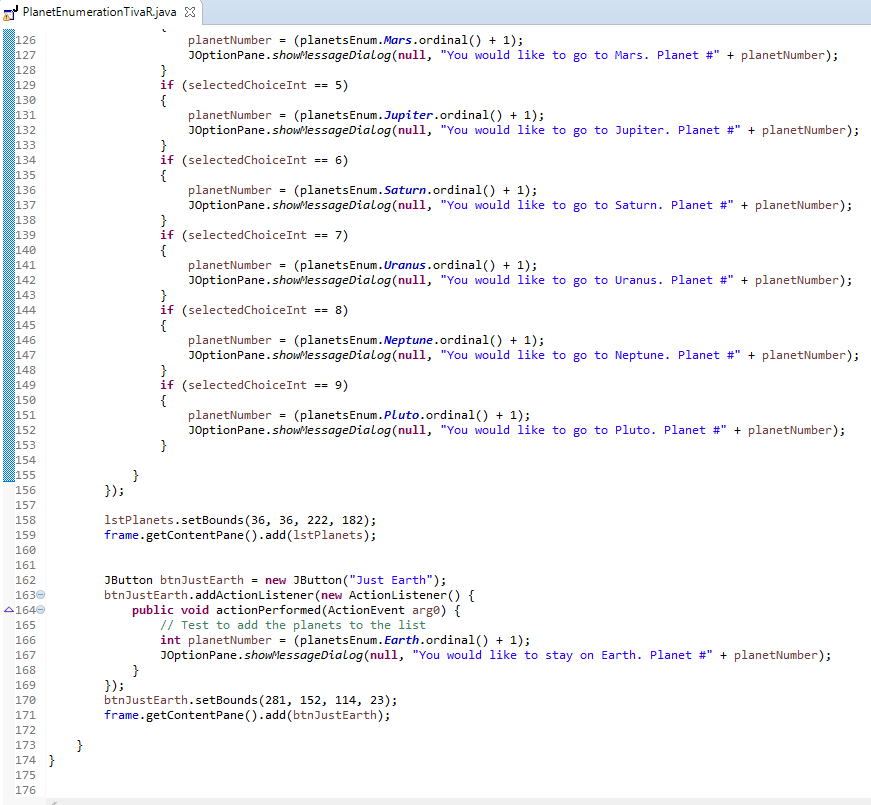 PlanetEnumerationTivaR.java
126 planetNumber = (planetsEnum.Mars.ordinal() + 1);
127 JOptionPane.showMessageDialog(null, "You would like to go to Mars. Planet #" + planetNumber);
128 }
129 if (selectedChoiceInt == 5)
130 {
131 planetNumber = (planetsEnum.Jupiter.ordinal() + 1);
132 JOptionPane.showMessageDialog(null, "You would like to go to Jupiter. Planet #" + planetNumber);
133 }
134 if (selectedChoiceInt == 6)
135 {
136 planetNumber = (planetsEnum.Saturn.ordinal() + 1);
137 JOptionPane.showMessageDialog(null, "You would like to go to Saturn. Planet #" + planetNumber);
138 }
139 if (selectedChoiceInt == 7)
140 {
141 planetNumber = (planetsEnum.Uranus.ordinal() + 1);
142 JOptionPane.showMessageDialog(null, "You would like to go to Uranus. Planet #" + planetNumber);
143 }
144 if (selectedChoiceInt == 8)
145 {
146 planetNumber = (planetsEnum.Neptune.ordinal() + 1);
147 JOptionPane.showMessageDialog(null, "You would like to go to Neptune. Planet #" + planetNumber);
148 }
149 if (selectedChoiceInt == 9)
150 {
151 planetNumber = (planetsEnum.Pluto.ordinal() + 1);
152 JOptionPane.showMessageDialog(null, "You would like to go to Pluto. Planet #" + planetNumber);
153 }
154
155 }
156 });
157
158 lstPlanets.setBounds(36, 36, 222, 182);
159 frame.getContentPane().add(lstPlanets);
160
161
162 JButton btnJustEarth = new JButton("Just Earth");
163 btnJustEarth.addActionListener(new ActionListener() {
164 public void actionPerformed(ActionEvent arg0) {
165 // Test to add the planets to the list
166 int planetNumber = (planetsEnum.Earth.ordinal() + 1);
167 JOptionPane.showMessageDialog(null, "You would like to stay on Earth. Planet #" + planetNumber);
168 }
169 });
170 btnJustEarth.setBounds(281, 152, 114, 23);
171 frame.getContentPane().add(btnJustEarth);
172
173 }
174 }
175
176